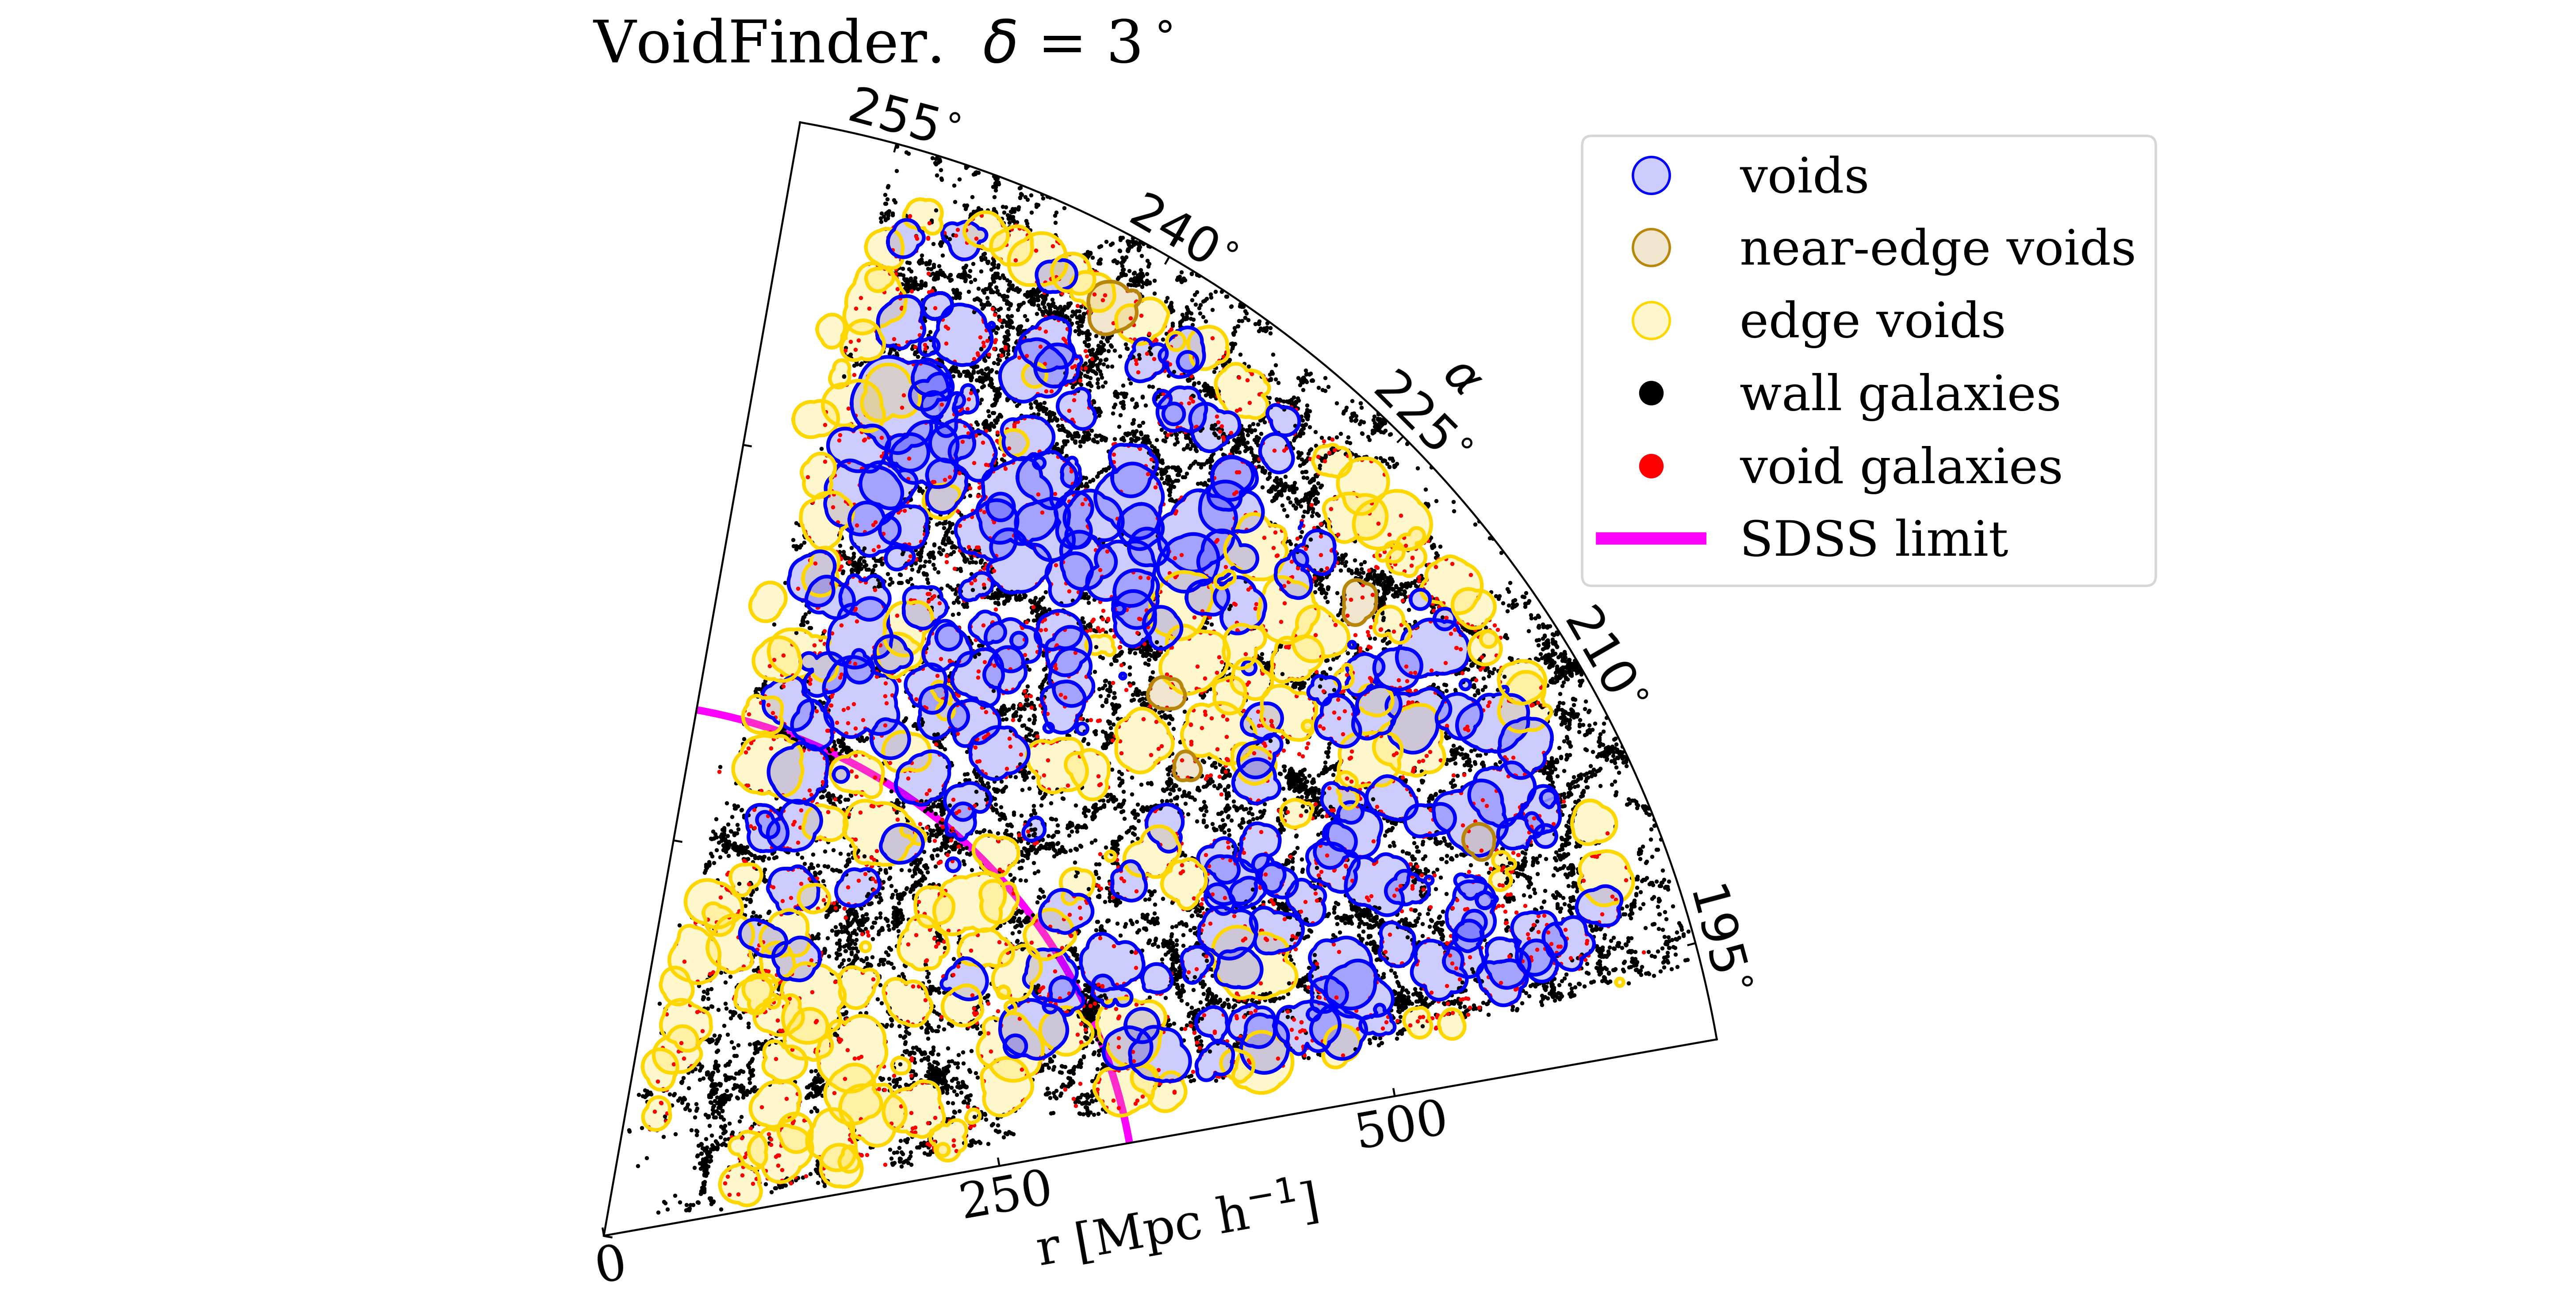 VoidFinder. δ = 3°
255°
240°
α
225°
210°
195°
500
250
0
r [Mpc h⁻¹]
voids
near-edge voids
edge voids
wall galaxies
void galaxies
SDSS limit